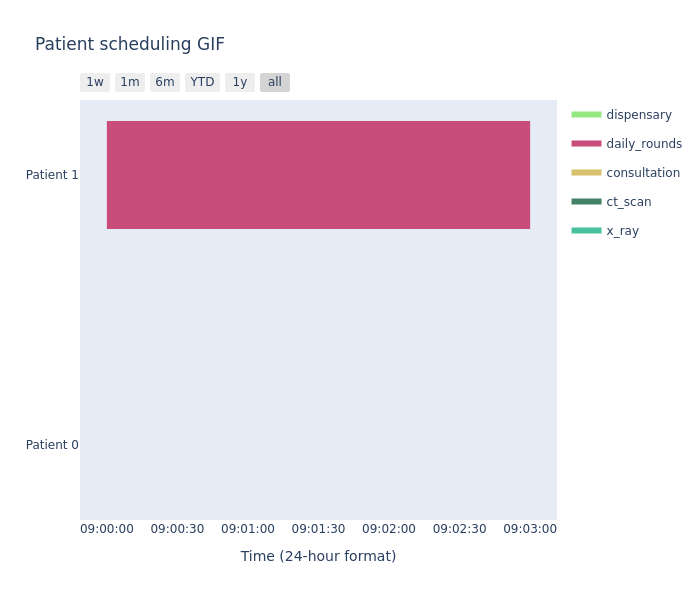 Patient scheduling GIF
1w 1m 6m YTD 1y all
dispensary
daily_rounds
consultation
ct_scan
x_ray
Patient 1
Patient 0
09:00:00 09:00:30 09:01:00 09:01:30 09:02:00 09:02:30 09:03:00
Time (24-hour format)